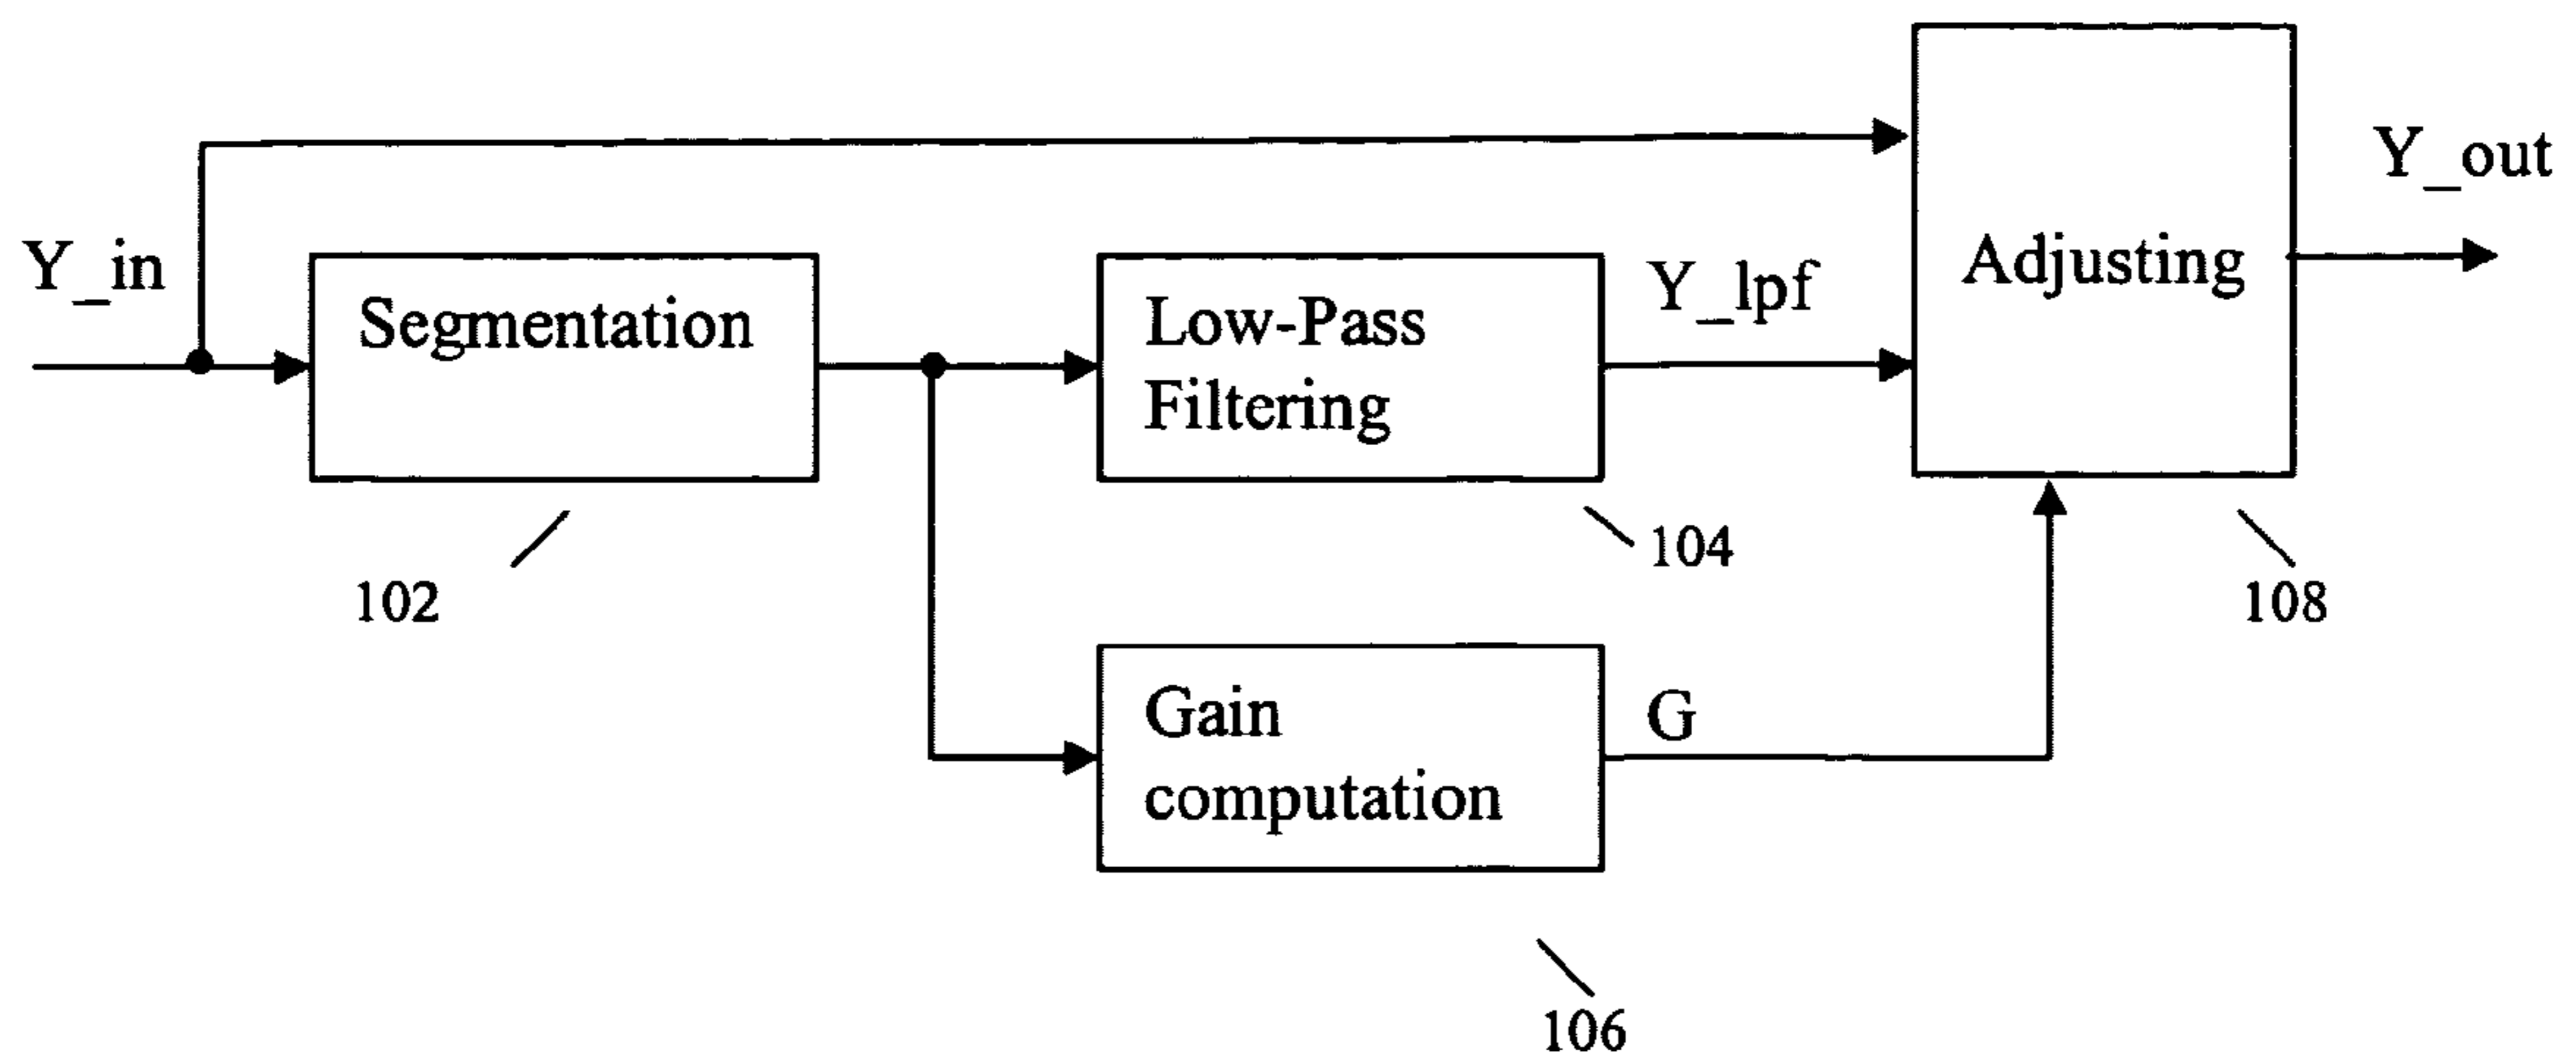 Y_out
Y_in
Segmentation
Low-Pass
Filtering
Y_lpf
Adjusting
102
104
108
Gain
computation
G
106